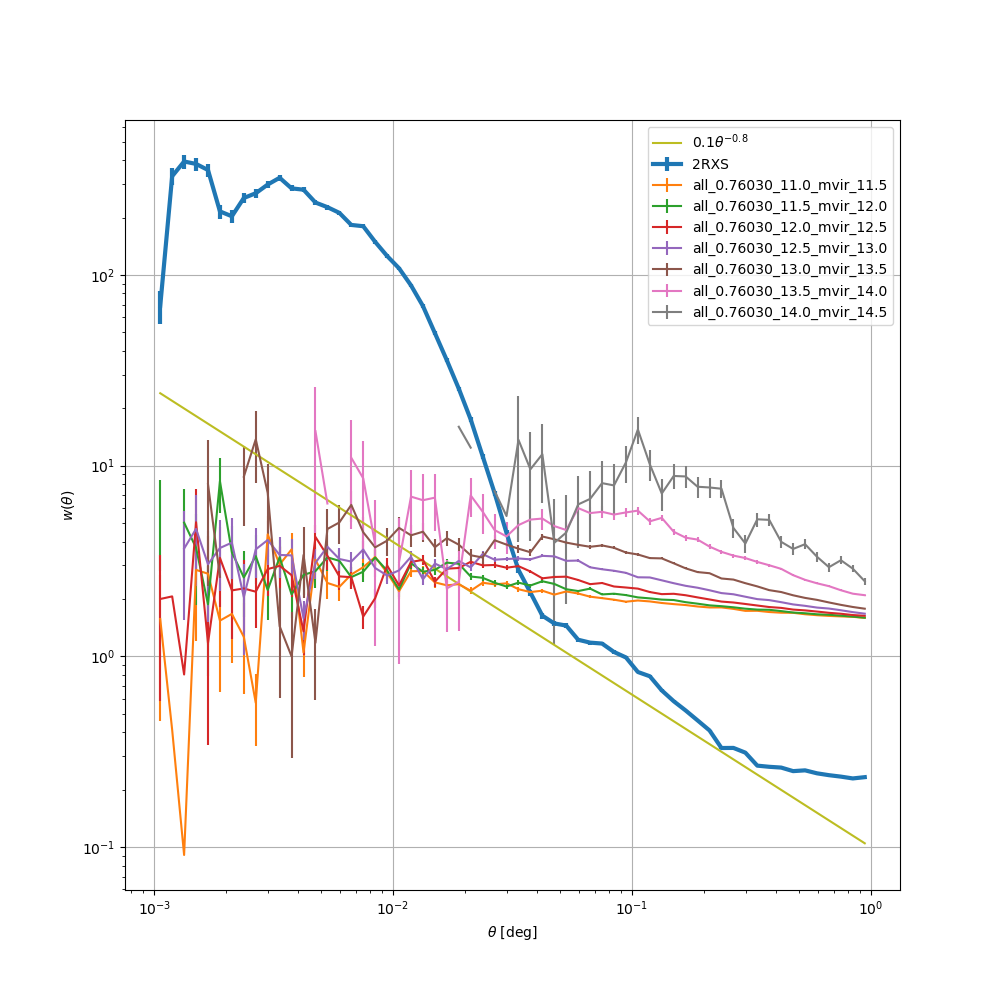 0.1θ^{-0.8}
2RXS
all_0.76030_11.0_mvir_11.5
all_0.76030_11.5_mvir_12.0
all_0.76030_12.0_mvir_12.5
all_0.76030_12.5_mvir_13.0
all_0.76030_13.0_mvir_13.5
all_0.76030_13.5_mvir_14.0
all_0.76030_14.0_mvir_14.5
10^2
10^1
10^0
10^{-1}
w(θ)
10^{-3}
10^{-2}
10^{-1}
10^0
θ [deg]